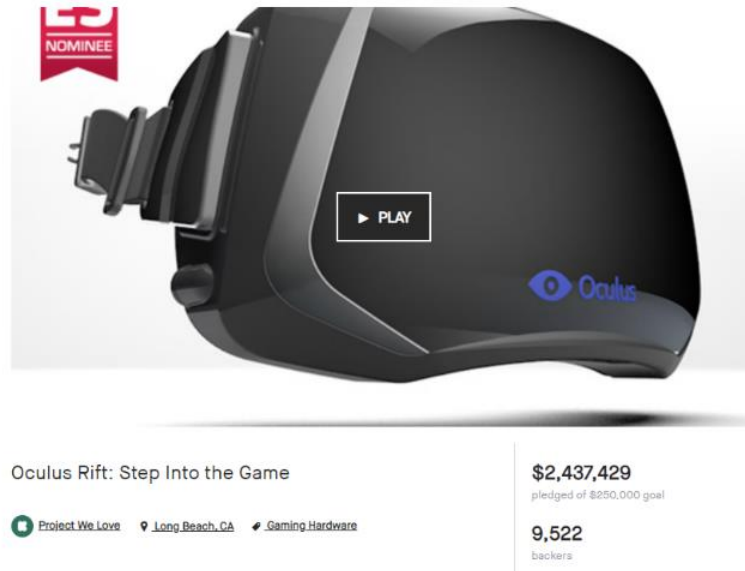 E3
NOMINEE
PLAY
Oculus
Oculus Rift: Step Into the Game
Project We Love Long Beach, CA Gaming Hardware
$2,437,429
pledged of $250,000 goal
9,522
backers